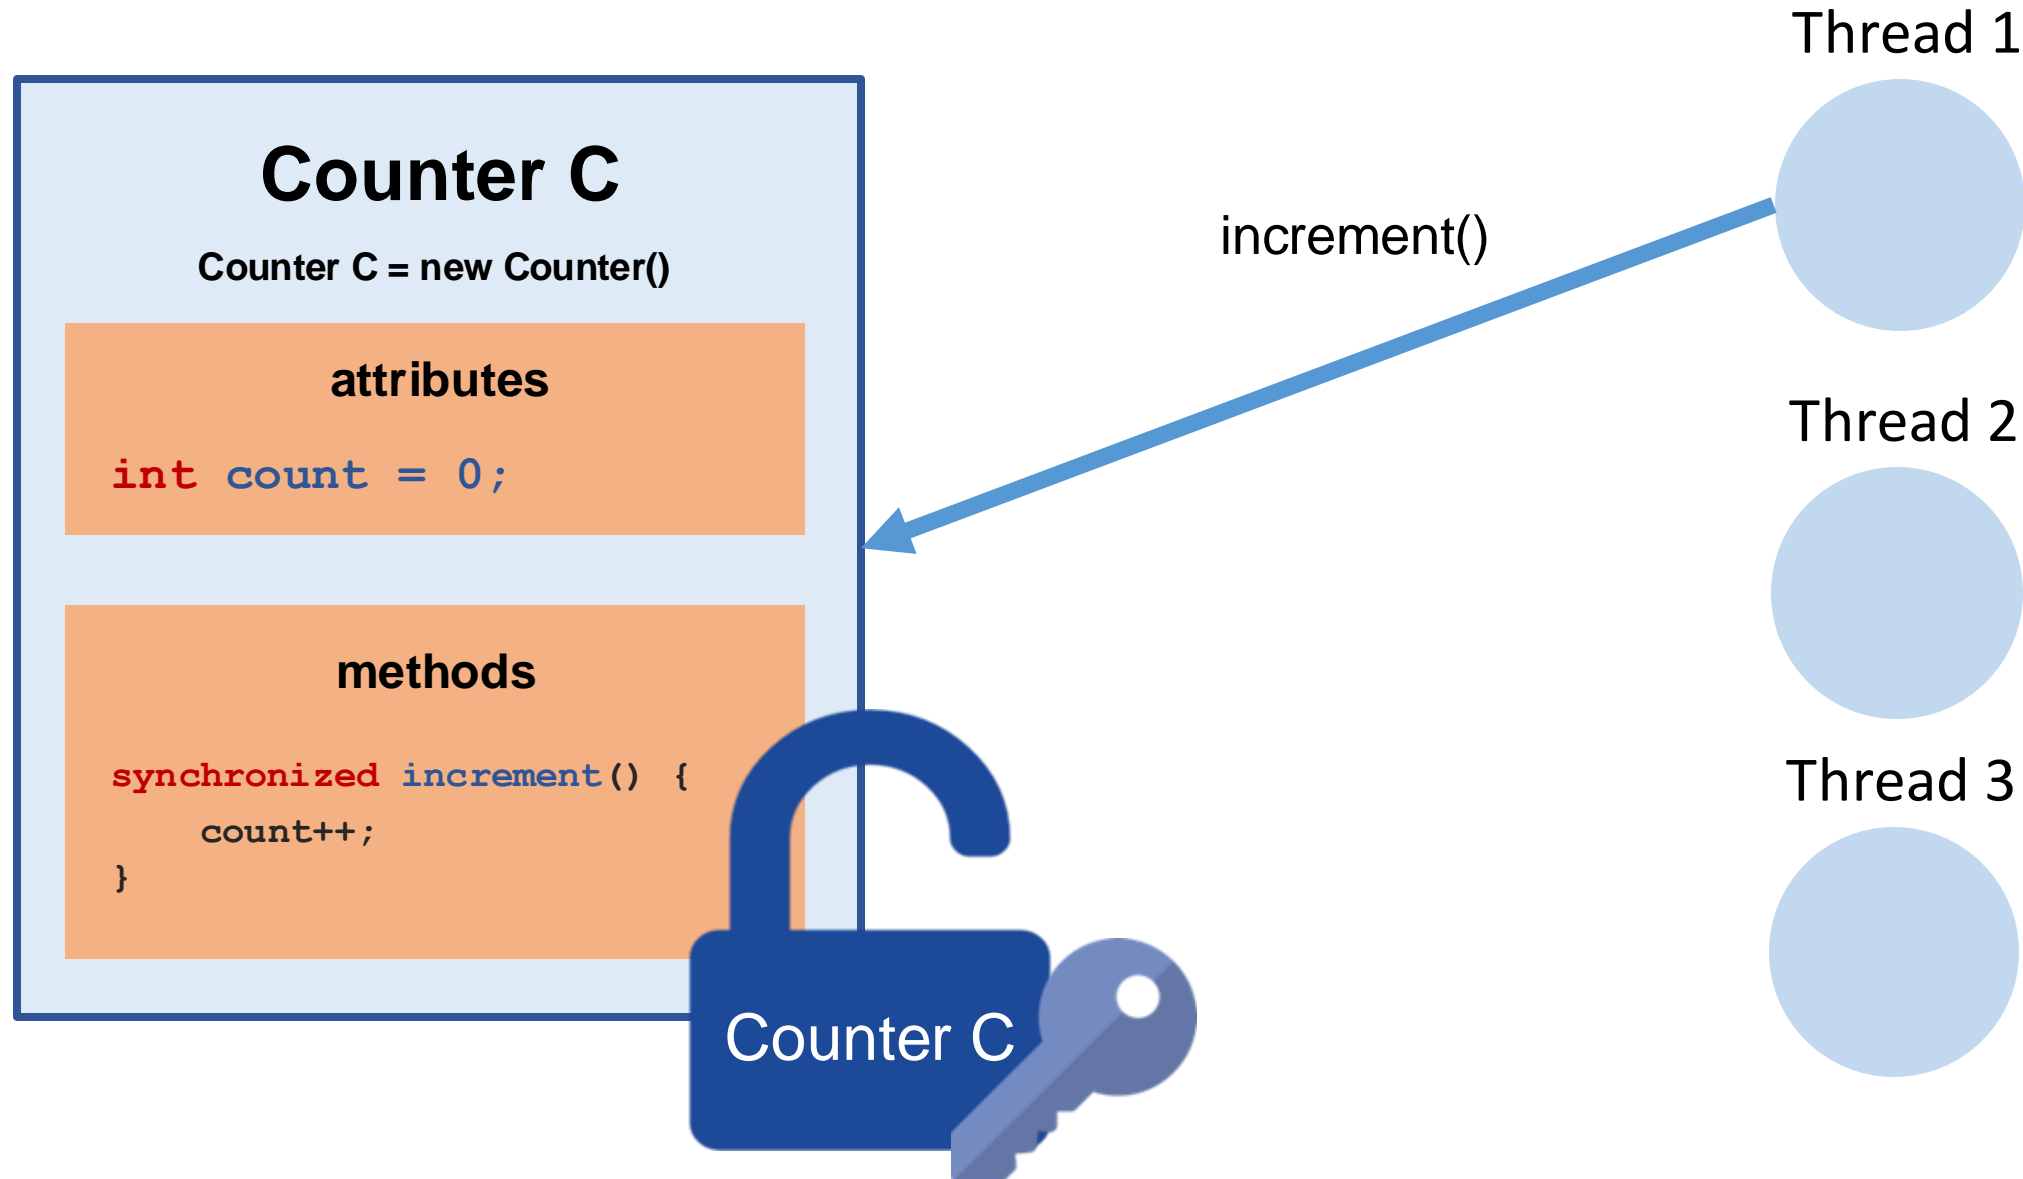 Thread 1
Counter C
Counter C = new Counter()
increment()
attributes
int count = 0;
Thread 2
methods
synchronized increment() {
count++;
}
Thread 3
Counter C